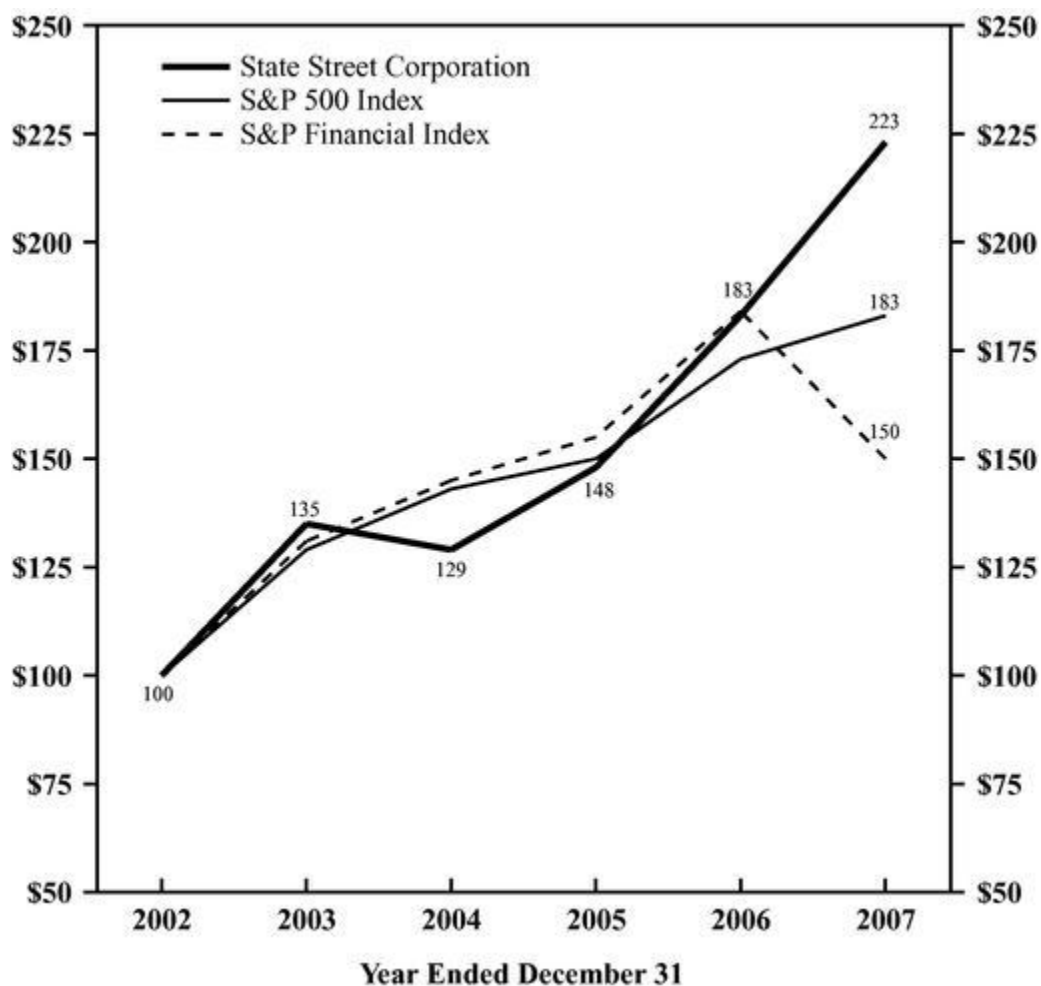 $250 $250
State Street Corporation
S&P 500 Index
S&P Financial Index
$225 223 $225
$200 $200
183 183
$175 $175
150
$150 $150
148
135
129
$125 $125
$100 $100
100
$75 $75
$50 $50
2002 2003 2004 2005 2006 2007
Year Ended December 31